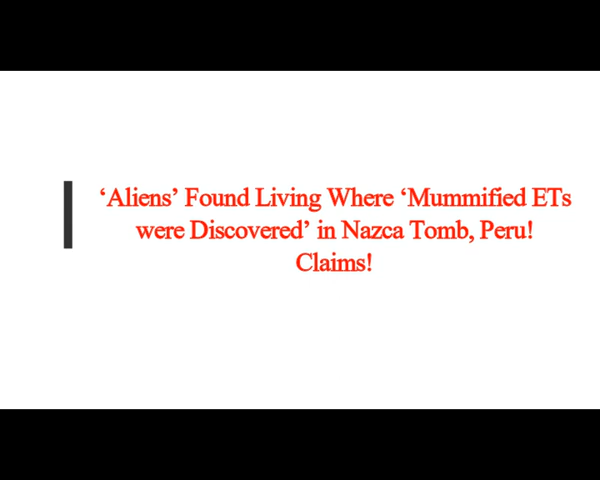 ‘Aliens’ Found Living Where ‘Mummified ETs
were Discovered’ in Nazca Tomb, Peru!
Claims!